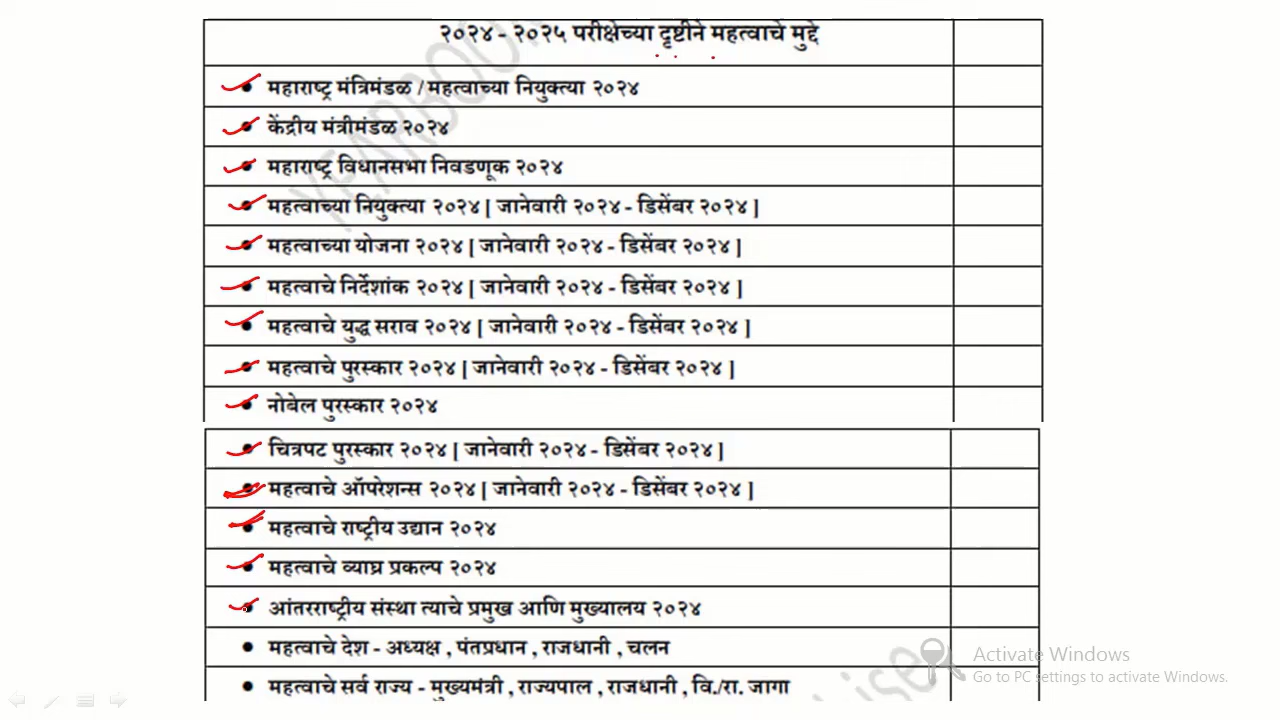 २०२४ - २०२५ परीक्षेच्या दृष्टीने महत्वाचे मुद्दे
• महाराष्ट्र मंत्रिमंडळ / महत्वाच्या नियुक्त्या २०२४
• केंद्रीय मंत्रीमंडळ २०२४
• महाराष्ट्र विधानसभा निवडणूक २०२४
• महत्वाच्या नियुक्त्या २०२४ [ जानेवारी २०२४ - डिसेंबर २०२४ ]
• महत्वाच्या योजना २०२४ [ जानेवारी २०२४ - डिसेंबर २०२४ ]
• महत्वाचे निर्देशांक २०२४ [ जानेवारी २०२४ - डिसेंबर २०२४ ]
• महत्वाचे युद्ध सराव २०२४ [ जानेवारी २०२४ - डिसेंबर २०२४ ]
• महत्वाचे पुरस्कार २०२४ [ जानेवारी २०२४ - डिसेंबर २०२४ ]
• नोबेल पुरस्कार २०२४
• चित्रपट पुरस्कार २०२४ [ जानेवारी २०२४ - डिसेंबर २०२४ ]
• महत्वाचे ऑपरेशन्स २०२४ [ जानेवारी २०२४ - डिसेंबर २०२४ ]
• महत्वाचे राष्ट्रीय उद्यान २०२४
• महत्वाचे व्याघ्र प्रकल्प २०२४
• आंतरराष्ट्रीय संस्था त्याचे प्रमुख आणि मुख्यालय २०२४
• महत्वाचे देश - अध्यक्ष , पंतप्रधान , राजधानी , चलन
• महत्वाचे सर्व राज्य - मुख्यमंत्री , राज्यपाल , राजधानी , वि./रा. जागा
YEARBOO
Activate Windows
Go to PC settings to activate Windows.